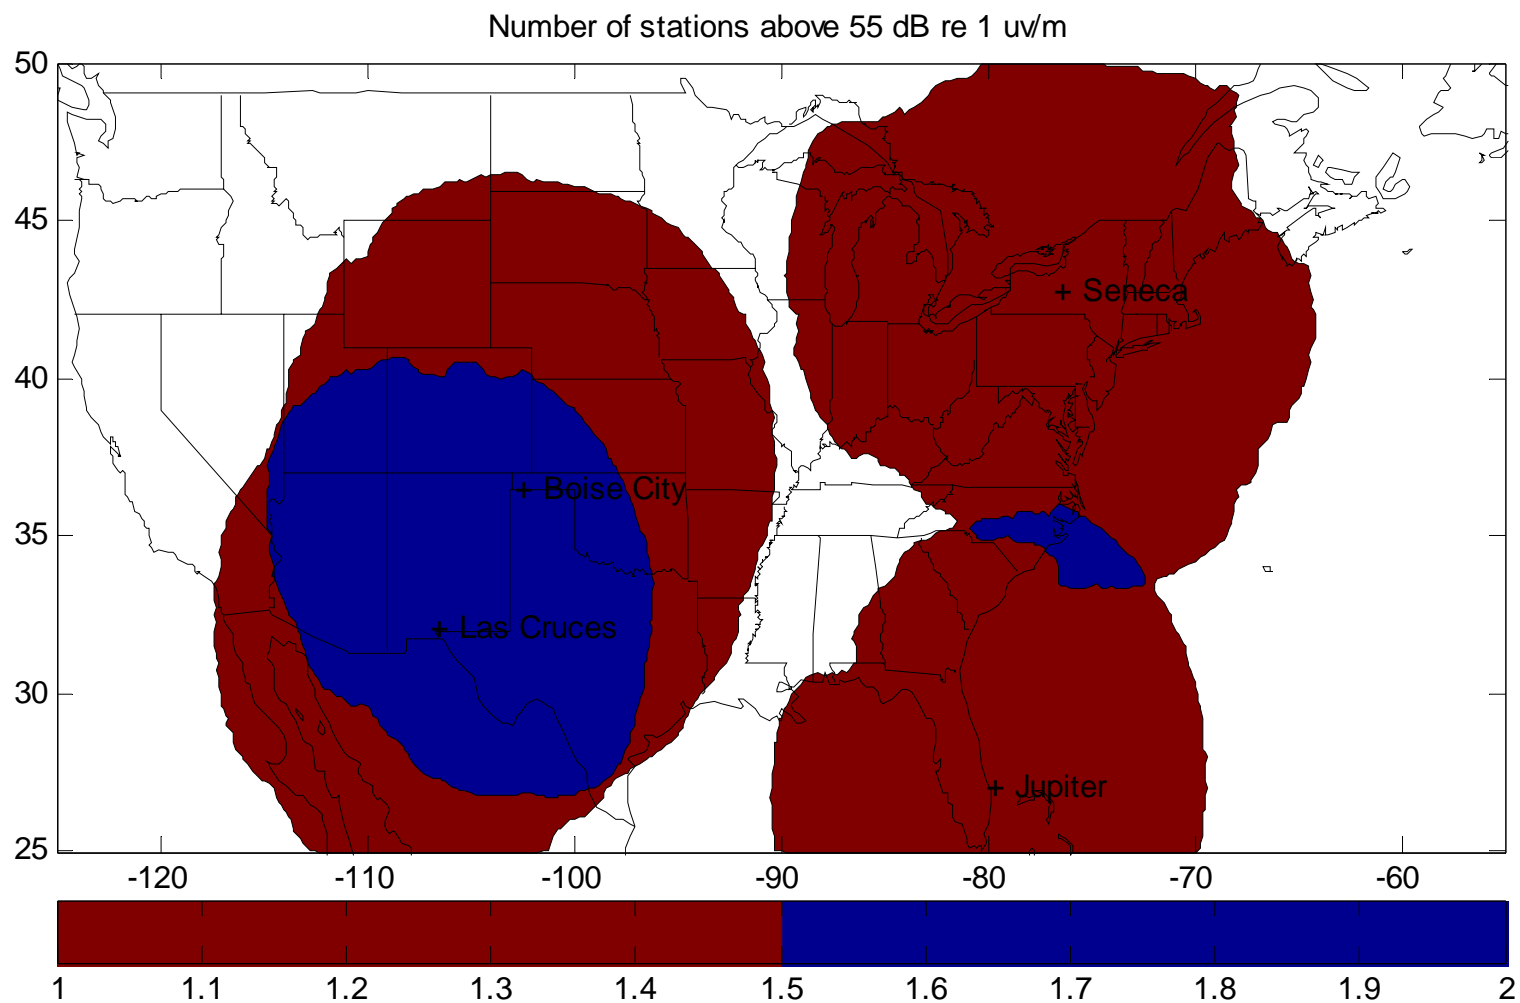 Number of stations above 55 dB re 1 uv/m
50
45
+ Seneca
40
+ Boise City
35
+ Las Cruces
30
+ Jupiter
25
-120 -110 -100 -90 -80 -70 -60
1 1.1 1.2 1.3 1.4 1.5 1.6 1.7 1.8 1.9 2